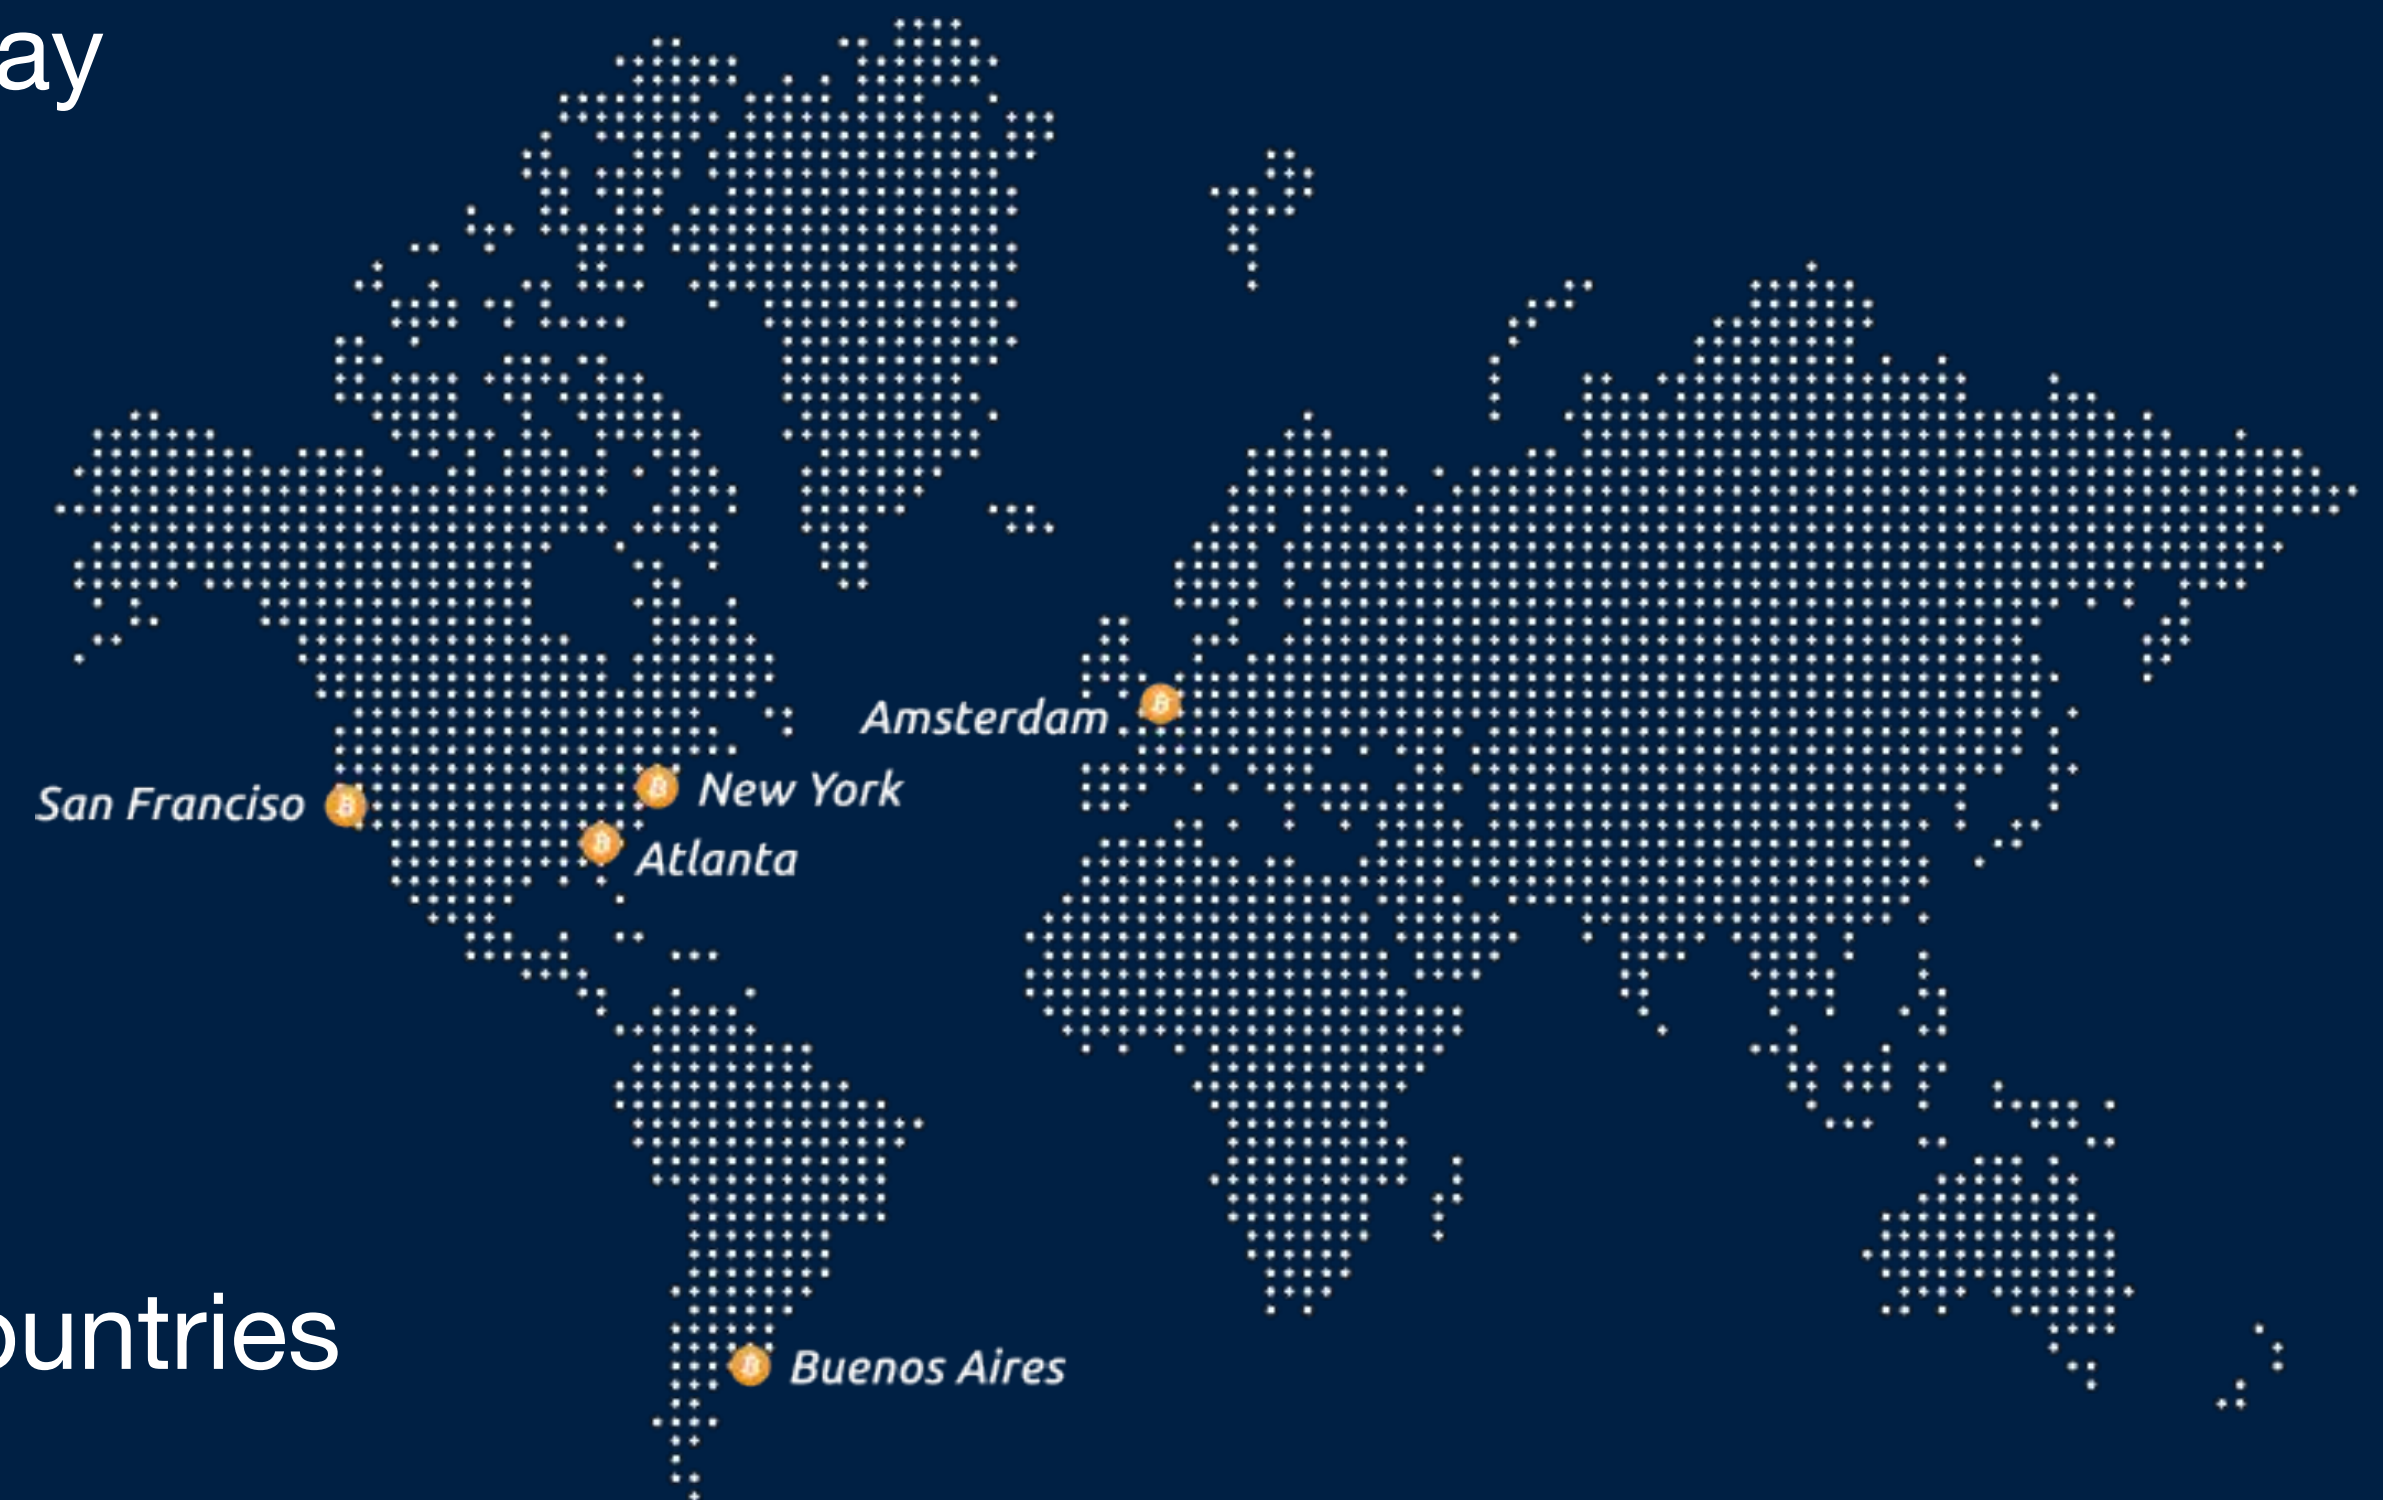 ay
Amsterdam
New York
San Franciso
Atlanta
ountries
Buenos Aires